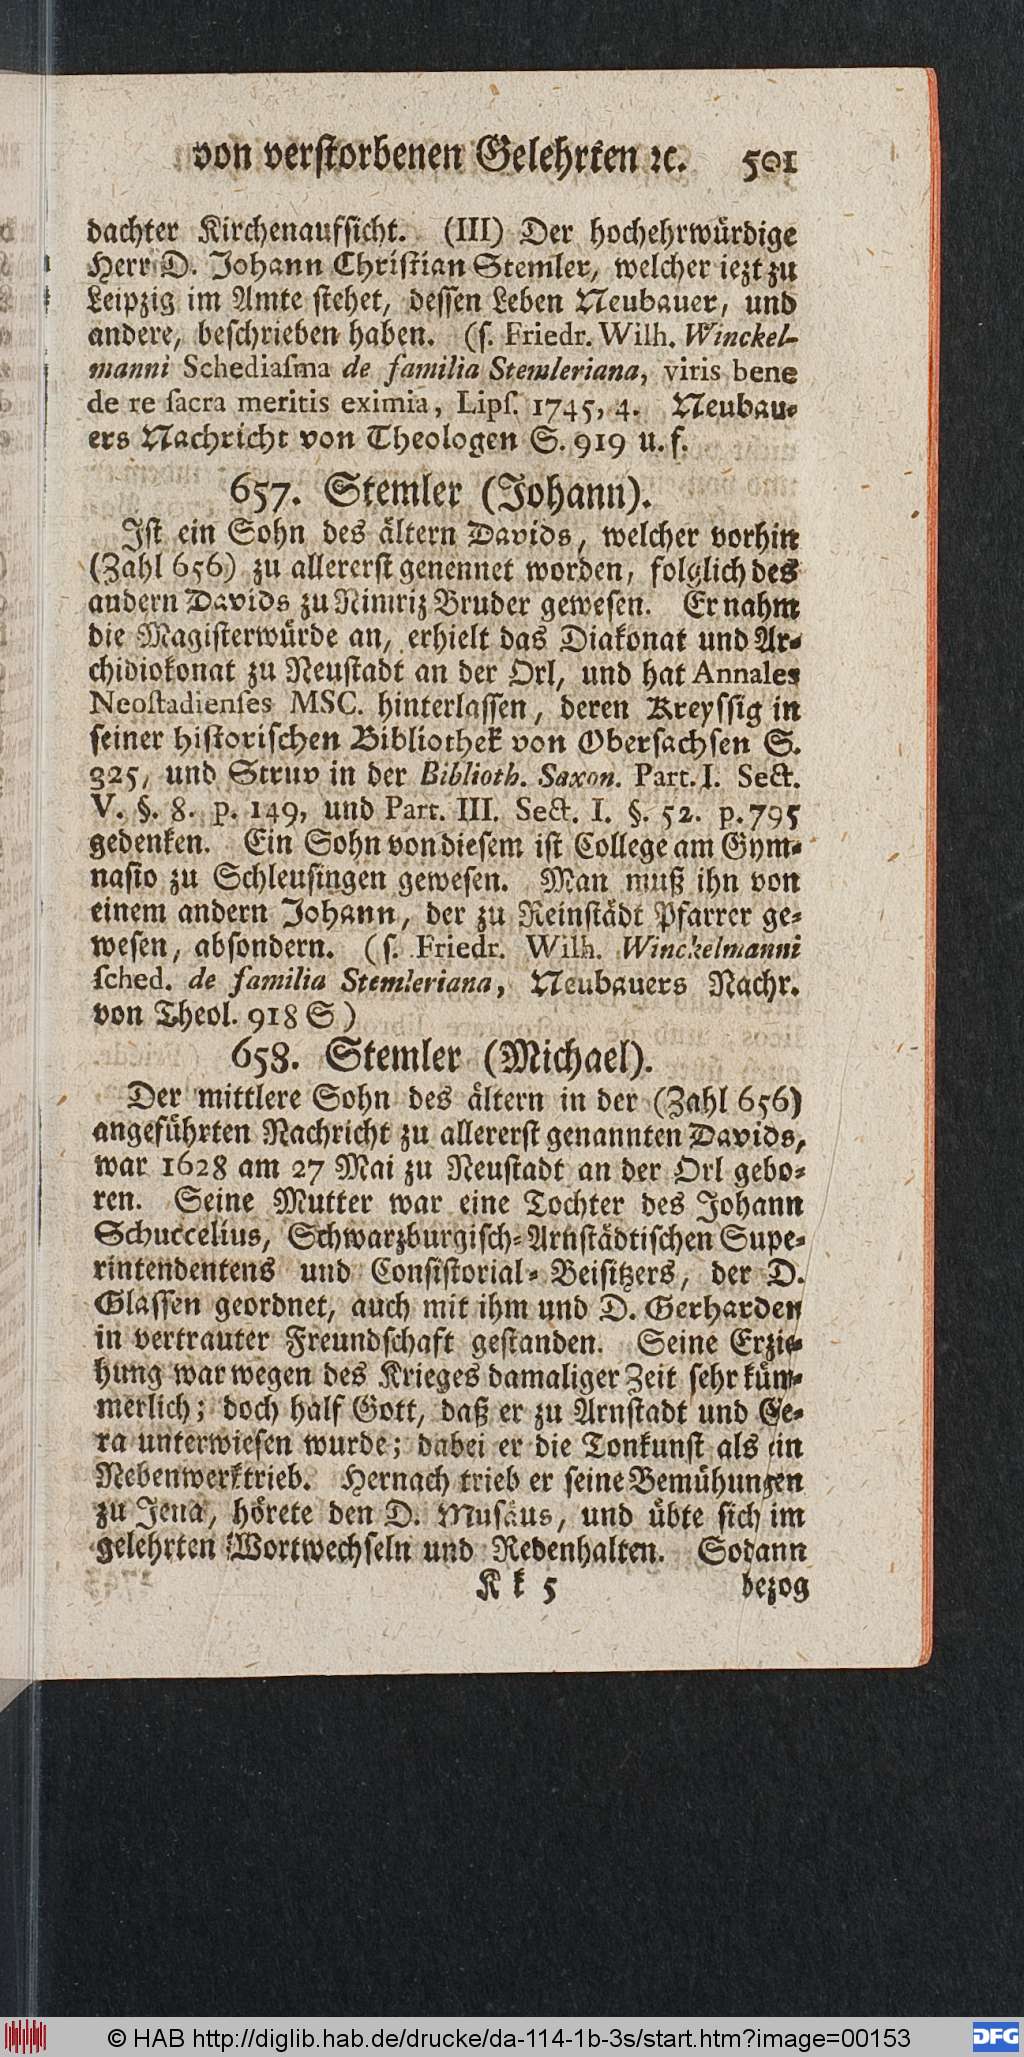 von verstorbenen Gelehrten ꝛc. 501
dachter Kirchenaufsicht. (III) Der hochehrwürdige
Herr D. Johann Christian Stemler, welcher iezt zu
Leipzig im Amte stehet, dessen Leben Neubauer, und
andere, beschrieben haben. (s. Friedr. Wilh. Winckel-
manni Schediaſma de familia Stemleriana, viris bene
de re ſacra meritis eximia, Lipſ. 1745, 4. Neubau-
ers Nachricht von Theologen S. 919 u. f.
657. Stemler (Johann).
Ist ein Sohn des ältern Davids, welcher vorhin
(Zahl 656) zu allererst genennet worden, folglich des
andern Davids zu Nimriz Bruder gewesen. Er nahm
die Magisterwürde an, erhielt das Diakonat und Ar-
chidiokonat zu Neustadt an der Orl, und hat Annales
Neoſtadienſes MSC. hinterlassen, deren Kreyssig in
seiner historischen Bibliothek von Obersachsen S.
325, und Struv in der Biblioth. Saxon. Part. I. Sect.
V. §. 8. p. 149, und Part. III. Sect. I. §. 52. p. 795
gedenken. Ein Sohn von diesem ist College am Gym-
nasio zu Schleusingen gewesen. Man muß ihn von
einem andern Johann, der zu Reinstädt Pfarrer ge-
wesen, absondern. (s. Friedr. Wilh. Winckelmanni
ſched. de familia Stemleriana, Neubauers Nachr.
von Theol. 918 S)
658. Stemler (Michael).
Der mittlere Sohn des ältern in der (Zahl 656)
angeführten Nachricht zu allererst genannten Davids,
war 1628 am 27 Mai zu Neustadt an der Orl gebo-
ren. Seine Mutter war eine Tochter des Johann
Schuccelius, Schwarzburgisch-Arnstädtischen Supe-
rintendentens und Consistorial-Beisitzers, der D.
Glassen geordnet, auch mit ihm und D. Gerharden
in vertrauter Freundschaft gestanden. Seine Erzie-
hung war wegen des Krieges damaliger Zeit sehr küm-
merlich; doch half Gott, daß er zu Arnstadt und Ge-
ra unterwiesen wurde; dabei er die Tonkunst als ein
Nebenwerk trieb. Hernach trieb er seine Bemühungen
zu Jena, hörete den D. Musäus, und übte sich im
gelehrten Wortwechseln und Redenhalten. Sodann
K k 5 bezog
© HAB http://diglib.hab.de/drucke/da-114-1b-3s/start.htm?image=00153
DFG